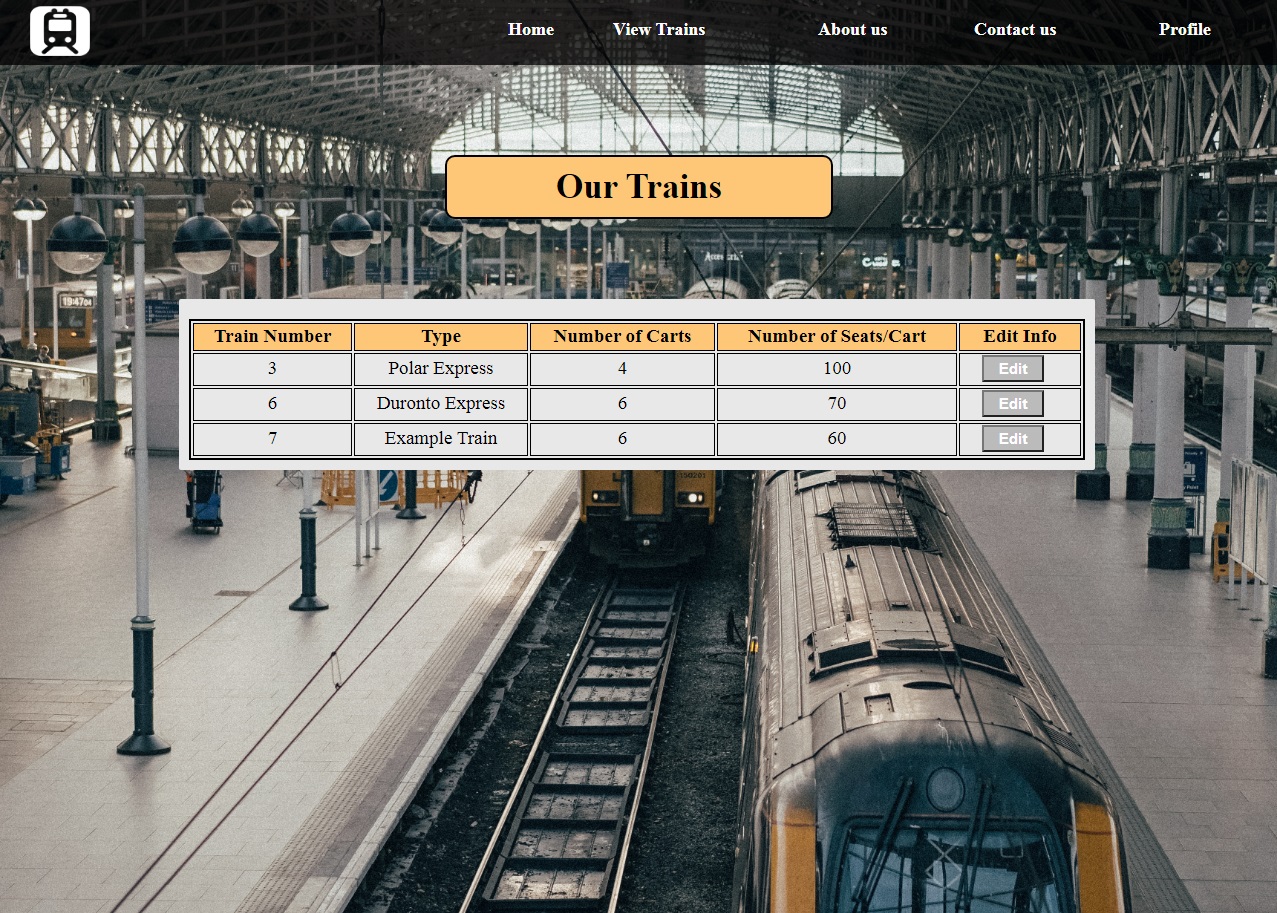 Home View Trains About us Contact us Profile
Our Trains
Train Number Type Number of Carts Number of Seats/Cart Edit Info
3 Polar Express 4 100 Edit
6 Duronto Express 6 70 Edit
7 Example Train 6 60 Edit